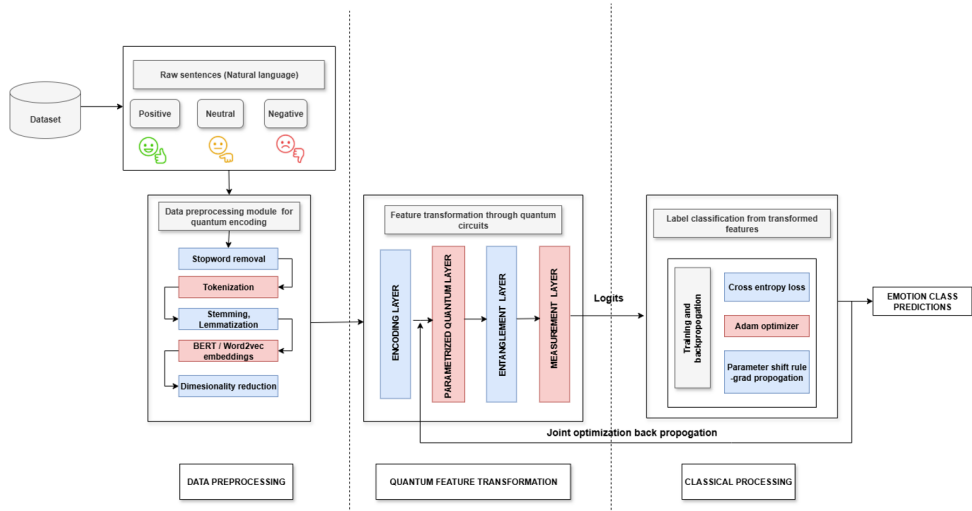 Dataset
Raw sentences (Natural language)
Positive
Neutral
Negative
Data preprocessing module for
quantum encoding
Stopword removal
Tokenization
Stemming,
Lemmatization
BERT / Word2vec
embeddings
Dimesionality reduction
Feature transformation through quantum
circuits
ENCODING LAYER
PARAMETRIZED QUANTUM LAYER
ENTANGLEMENT LAYER
MEASUREMENT LAYER
Logits
Label classification from transformed
features
Training and
backpropogation
Cross entropy loss
Adam optimizer
Parameter shift rule
-grad propogation
EMOTION CLASS
PREDICTIONS
Joint optimization back propogation
DATA PREPROCESSING
QUANTUM FEATURE TRANSFORMATION
CLASSICAL PROCESSING